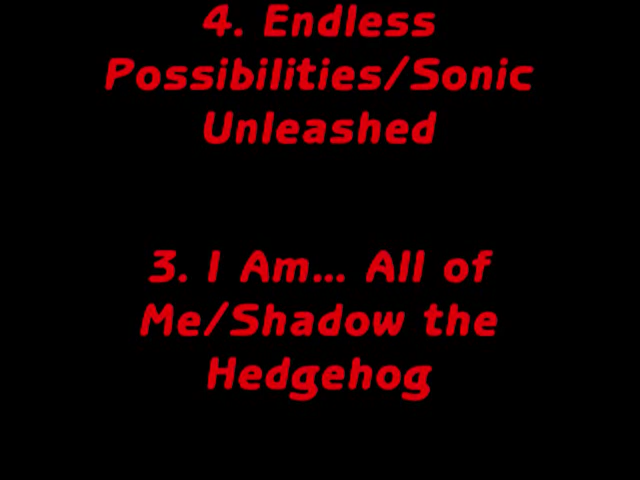 4. Endless
Possibilities/Sonic
Unleashed
3. I Am... All of
Me/Shadow the
Hedgehog